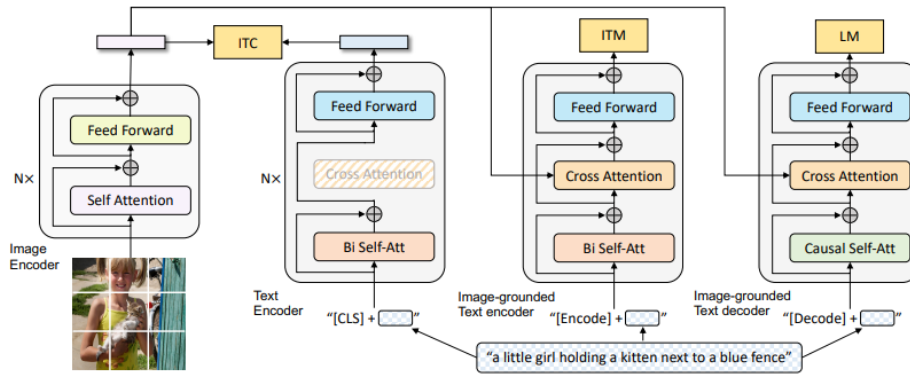 ITC
ITM
LM
N×
Feed Forward
Self Attention
Image
Encoder
N×
Feed Forward
Cross Attention
Bi Self-Att
Text
Encoder
"[CLS] + "
Feed Forward
Cross Attention
Bi Self-Att
Image-grounded
Text encoder
"[Encode] + "
Feed Forward
Cross Attention
Causal Self-Att
Image-grounded
Text decoder
"[Decode] + "
"a little girl holding a kitten next to a blue fence"